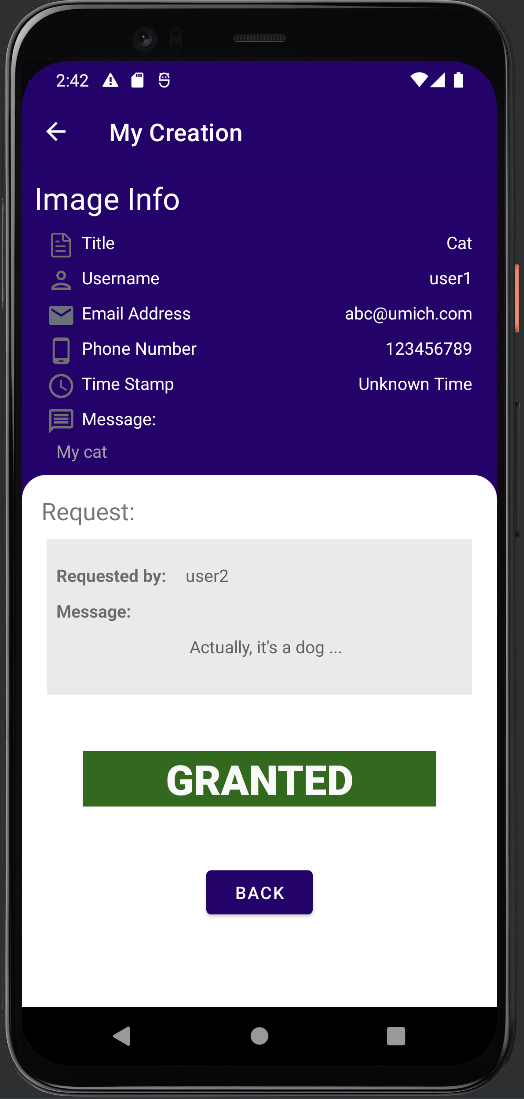 2:42
My Creation
Image Info
Title Cat
Username user1
Email Address abc@umich.com
Phone Number 123456789
Time Stamp Unknown Time
Message:
My cat
Request:
Requested by: user2
Message:
Actually, it's a dog ...
GRANTED
BACK